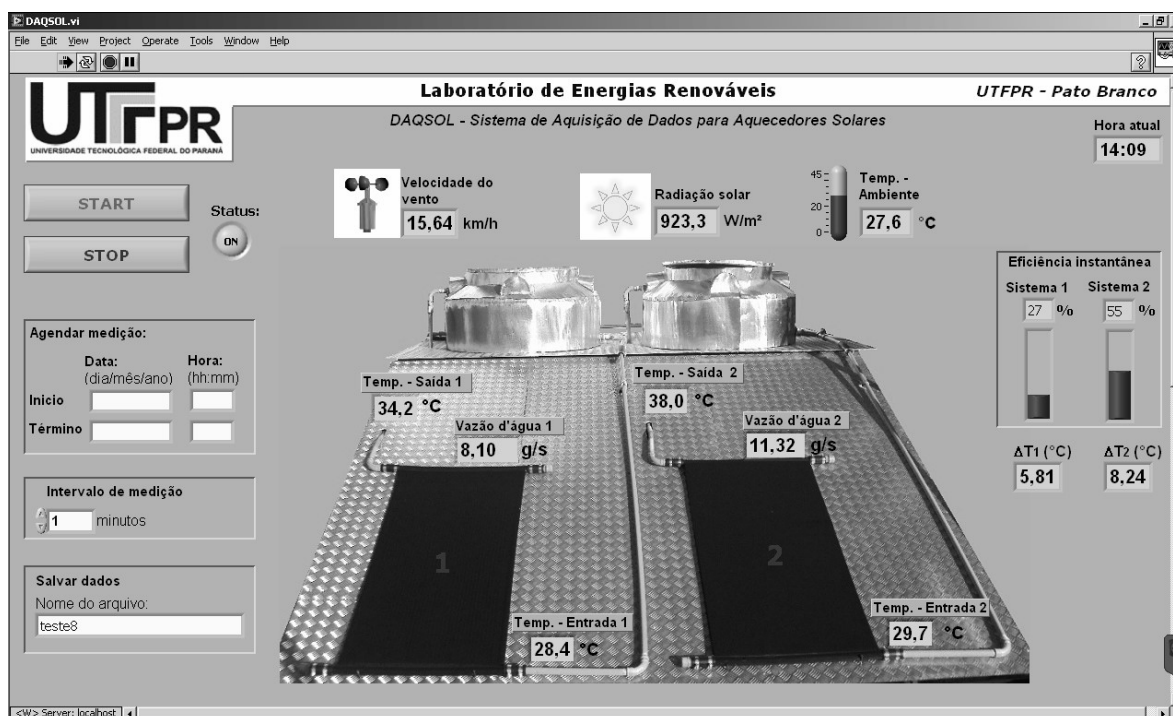 DAQSOL.vi
File Edit View Project Operate Tools Window Help
UTFPR
UNIVERSIDADE TECNOLÓGICA FEDERAL DO PARANÁ
Laboratório de Energias Renováveis
UTFPR - Pato Branco
DAQSOL - Sistema de Aquisição de Dados para Aquecedores Solares
Hora atual
14:09
START
STOP
Status:
ON
Velocidade do
vento
15,64 km/h
Radiação solar
923,3 W/m²
45
20
0
Temp. -
Ambiente
27,6 °C
Eficiência instantânea
Sistema 1 Sistema 2
27 % 55 %
ΔT1 (°C) ΔT2 (°C)
5,81 8,24
Agendar medição:
Data: Hora:
(dia/mês/ano) (hh:mm)
Inicio
Término
Intervalo de medição
1 minutos
Salvar dados
Nome do arquivo:
teste8
Temp. - Saída 1
34,2 °C
Vazão d'água 1
8,10 g/s
Temp. - Saída 2
38,0 °C
Vazão d'água 2
11,32 g/s
1
2
Temp. - Entrada 1
28,4 °C
Temp. - Entrada 2
29,7 °C
<W> Server: localhost